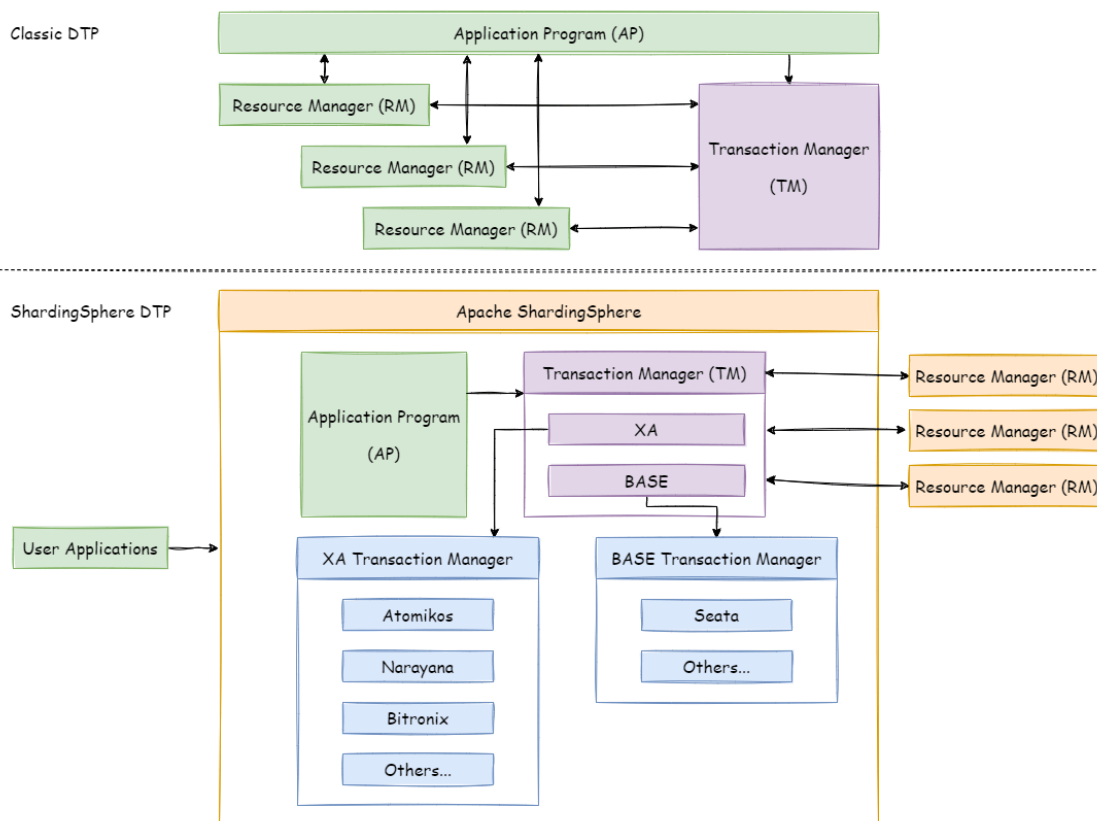 Classic DTP
Application Program (AP)
Resource Manager (RM)
Resource Manager (RM)
Resource Manager (RM)
Transaction Manager
(TM)
ShardingSphere DTP
Apache ShardingSphere
Application Program
(AP)
Transaction Manager (TM)
XA
BASE
Resource Manager (RM)
Resource Manager (RM)
Resource Manager (RM)
User Applications
XA Transaction Manager
Atomikos
Narayana
Bitronix
Others...
BASE Transaction Manager
Seata
Others...